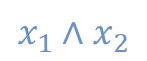 x₁ ∧ x₂